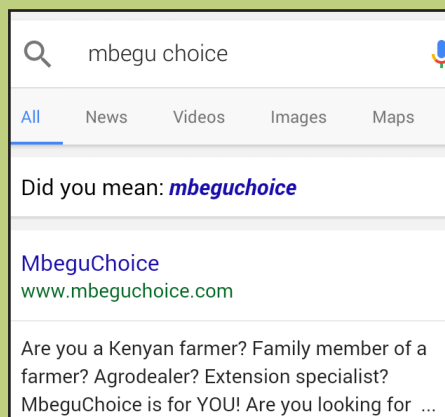 mbegu choice
All News Videos Images Maps
Did you mean: mbeguchoice
MbeguChoice
www.mbeguchoice.com
Are you a Kenyan farmer? Family member of a
farmer? Agrodealer? Extension specialist?
MbeguChoice is for YOU! Are you looking for ...